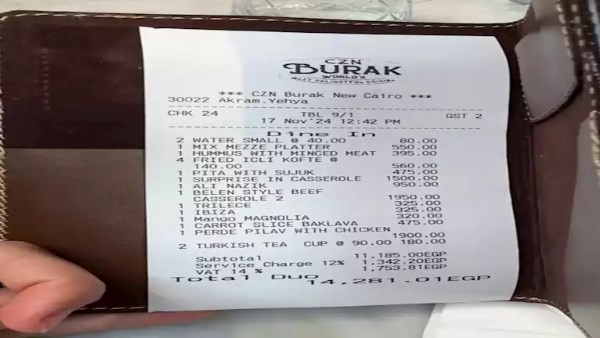 CZN
BURAK
WORLD'S
MOST DELIGHTFUL CUISINE
*** CZN Burak New Cairo ***
30022 Akram.Yehya
CHK 24 TBL 9/1 GST 2
17 Nov'24 12:42 PM
Dine In
2 WATER SMALL @ 40.00 80.00
1 MIX MEZZE PLATTER 550.00
1 HUMMUS WITH MINCED MEAT 395.00
4 FRIED ICLI KOFTE @
140.00 560.00
1 PITA WITH SUJUK 475.00
1 SURPRISE IN CASSEROLE 1500.00
1 ALI NAZIK 950.00
1 BELEN STYLE BEEF
CASSEROLE 2 1950.00
1 TRILECE 325.00
1 IBIZA 325.00
1 Mango MAGNOLIA 320.00
1 CARROT SLICE BAKLAVA 475.00
1 PERDE PILAV WITH CHICKEN
1900.00
2 TURKISH TEA CUP @ 90.00 180.00
Subtotal 11,185.00EGP
Service Charge 12% 1,342.20EGP
VAT 14 % 1,753.81EGP
Total Due 14,281.01EGP